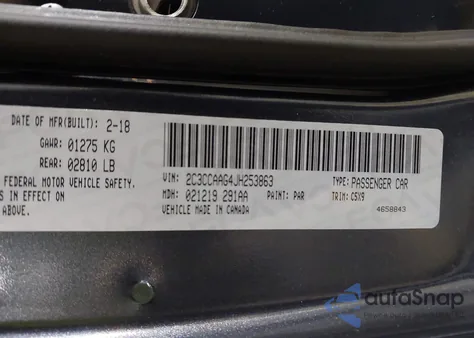 DATE OF MFR(BUILT): 2-18
GAWR: 01275 KG
REAR: 02810 LB
FEDERAL MOTOR VEHICLE SAFETY.
S IN EFFECT ON
ABOVE.
VIN: 2C3CCAAG4JH253863
TYPE: PASSENGER CAR
MDH: 021219 291AA
PAINT: PAR
TRIM: C5X9
VEHICLE MADE IN CANADA
4658843
autoSnap
POWERED BY